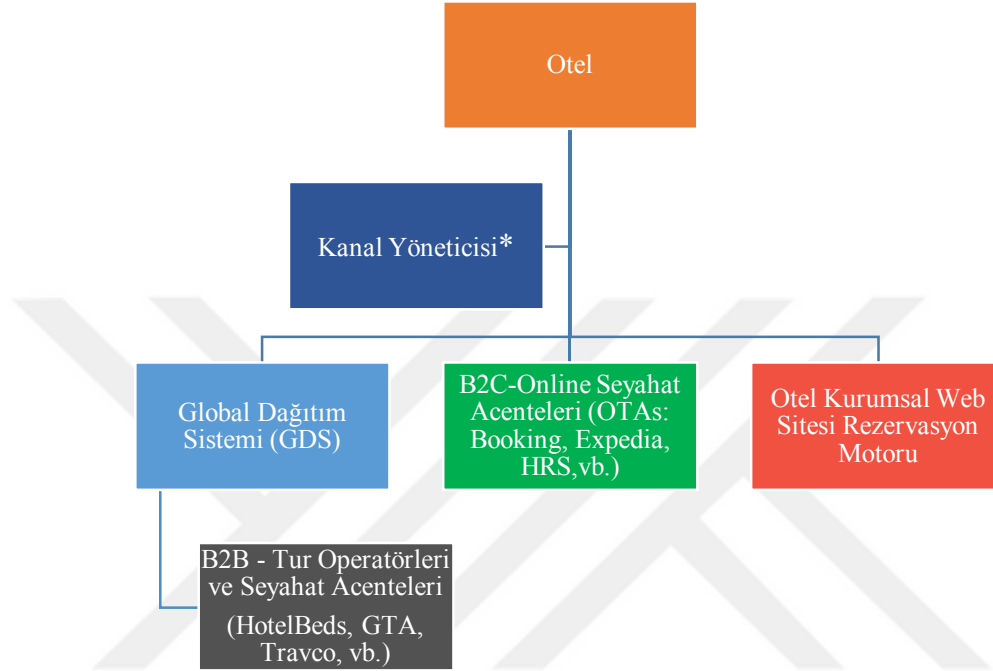 Otel
Kanal Yöneticisi*
Global Dağıtım
Sistemi (GDS)
B2C-Online Seyahat
Acenteleri (OTAs:
Booking, Expedia,
HRS,vb.)
Otel Kurumsal Web
Sitesi Rezervasyon
Motoru
B2B - Tur Operatörleri
ve Seyahat Acenteleri
(HotelBeds, GTA,
Travco, vb.)